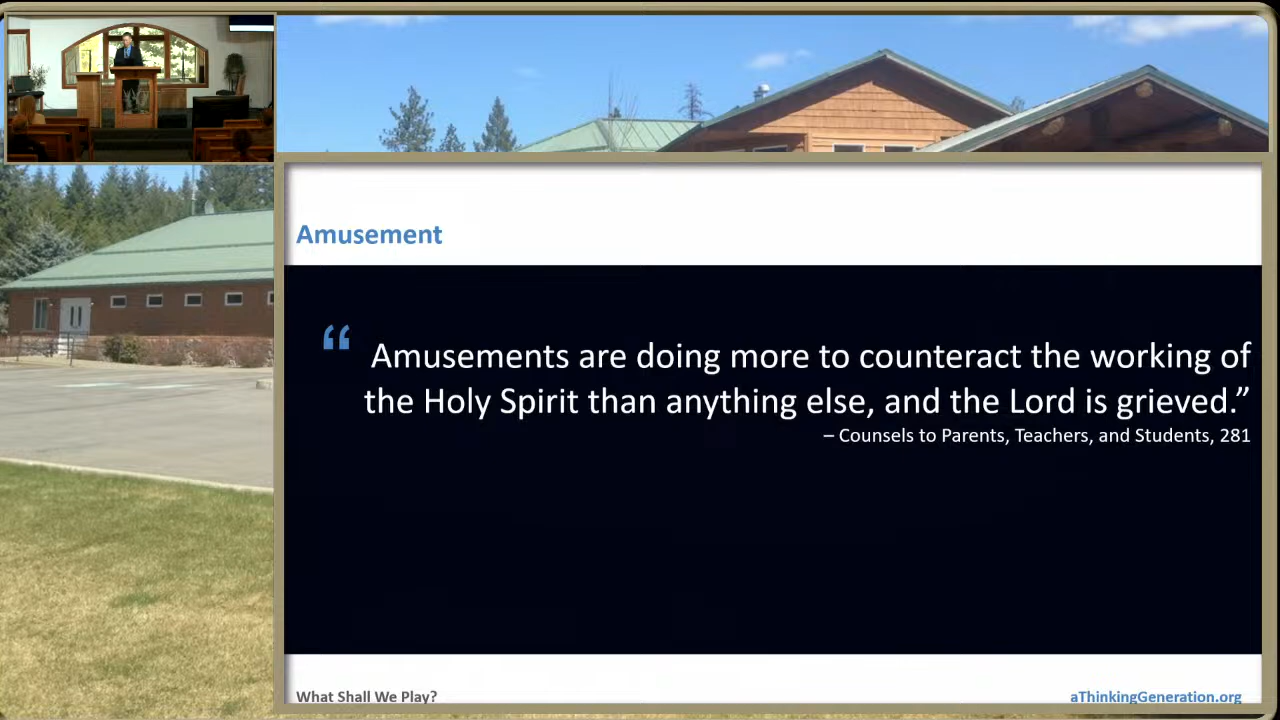 Amusement
“ Amusements are doing more to counteract the working of
the Holy Spirit than anything else, and the Lord is grieved.”
– Counsels to Parents, Teachers, and Students, 281
What Shall We Play?
aThinkingGeneration.org